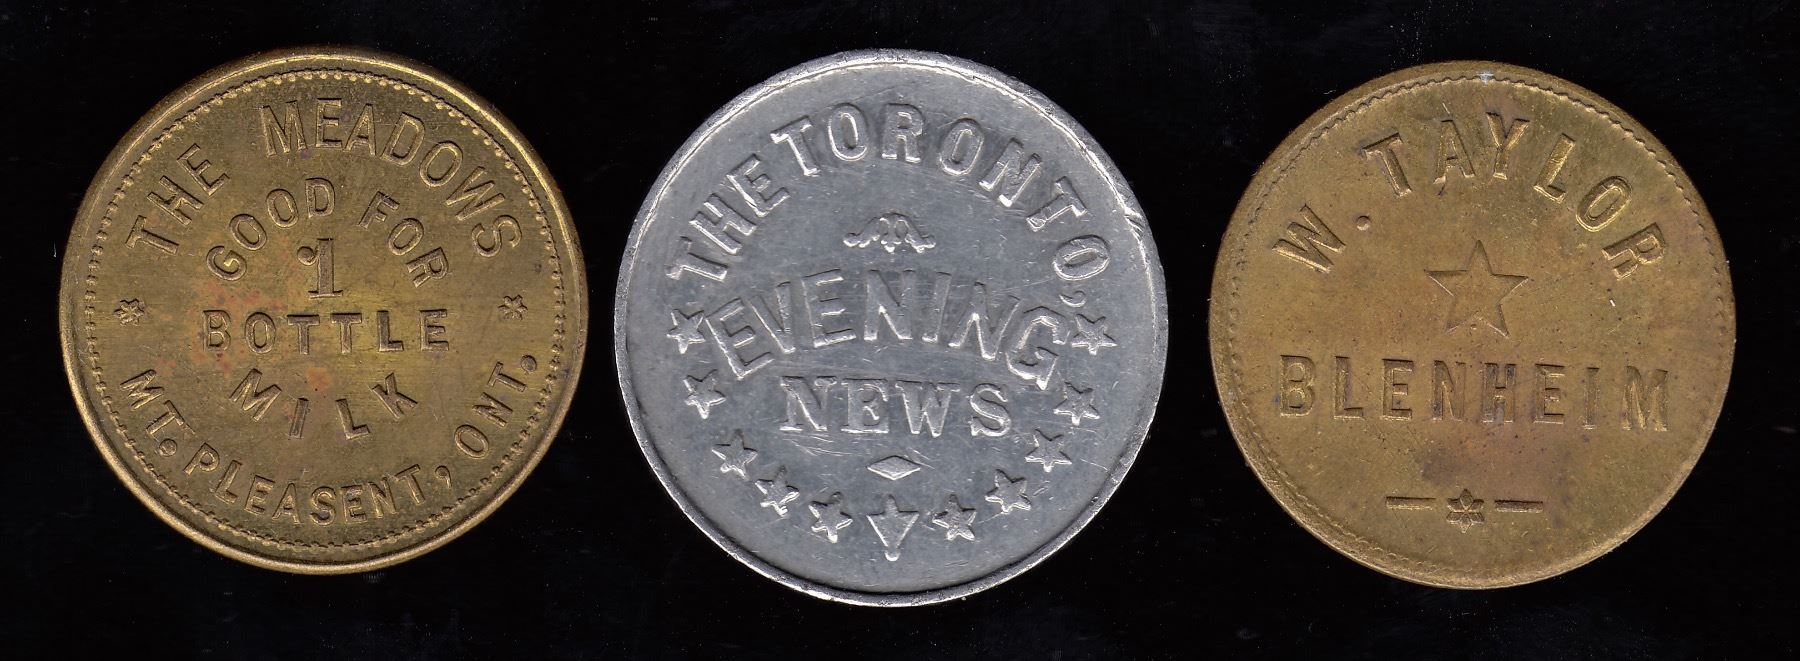 THE MEADOWS
GOOD FOR
1
BOTTLE
MILK
MT. PLEASENT, ONT.
THE TORONTO,
EVENING
NEWS
W. TAYLOR
BLENHEIM